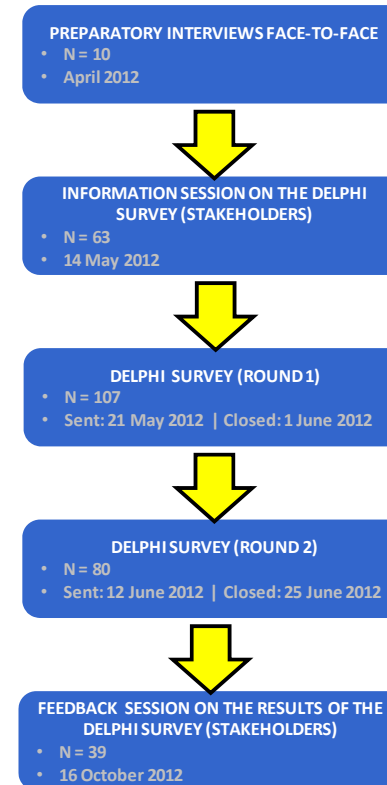 PREPARATORY INTERVIEWS FACE-TO-FACE
• N = 10
• April 2012
INFORMATION SESSION ON THE DELPHI
SURVEY (STAKEHOLDERS)
• N = 63
• 14 May 2012
DELPHI SURVEY (ROUND 1)
• N = 107
• Sent: 21 May 2012 | Closed: 1 June 2012
DELPHI SURVEY (ROUND 2)
• N = 80
• Sent: 12 June 2012 | Closed: 25 June 2012
FEEDBACK SESSION ON THE RESULTS OF THE
DELPHI SURVEY (STAKEHOLDERS)
• N = 39
• 16 October 2012